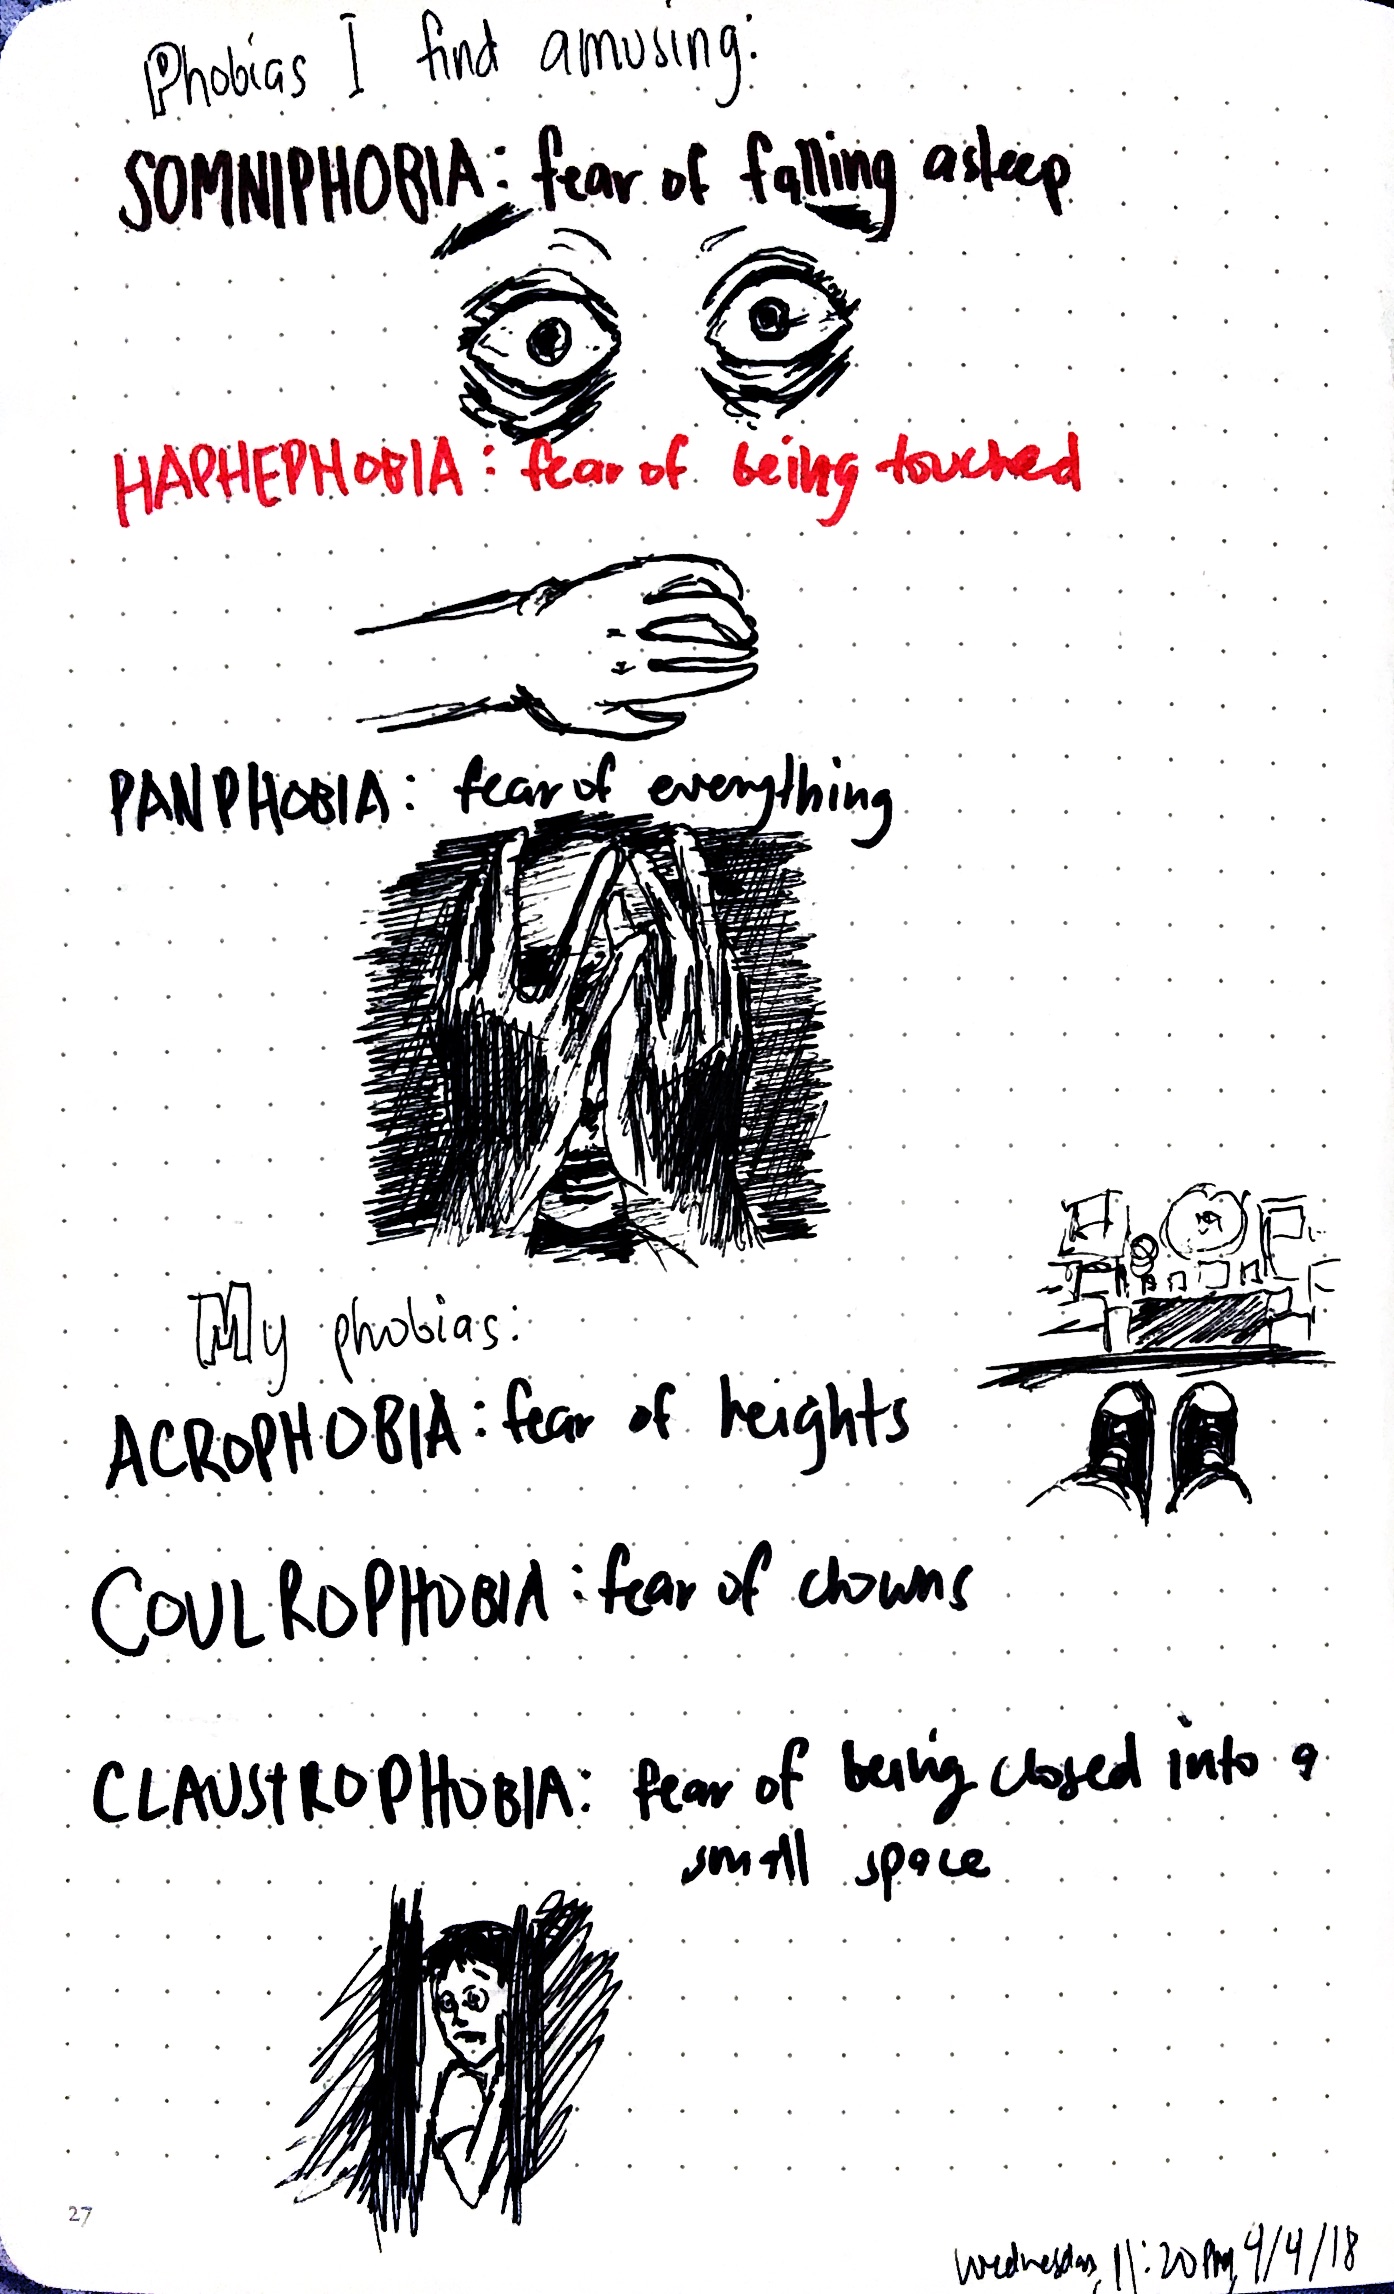 Phobias I find amusing:
SOMNIPHOBIA: fear of falling asleep
HAPHEPHOBIA: fear of being touched
PANPHOBIA: fear of everything
My phobias:
ACROPHOBIA: fear of heights
COULROPHOBIA: fear of clowns
CLAUSTROPHOBIA: fear of being closed into a
small space
27
Wednesday, 11:20PM, 4/4/18